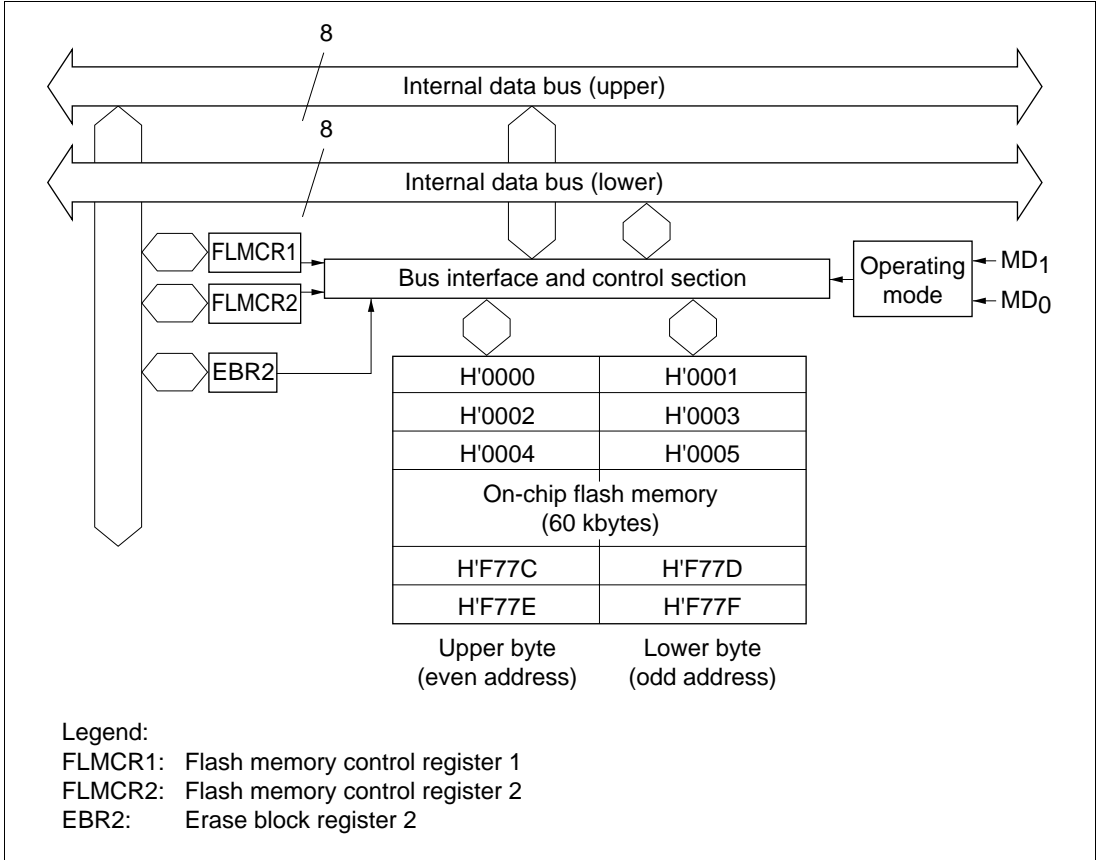 8
Internal data bus (upper)
8
Internal data bus (lower)
FLMCR1
FLMCR2
EBR2
Bus interface and control section
Operating
mode
MD1
MD0
H'0000 H'0001
H'0002 H'0003
H'0004 H'0005
On-chip flash memory
(60 kbytes)
H'F77C H'F77D
H'F77E H'F77F
Upper byte
(even address)
Lower byte
(odd address)
Legend:
FLMCR1: Flash memory control register 1
FLMCR2: Flash memory control register 2
EBR2: Erase block register 2